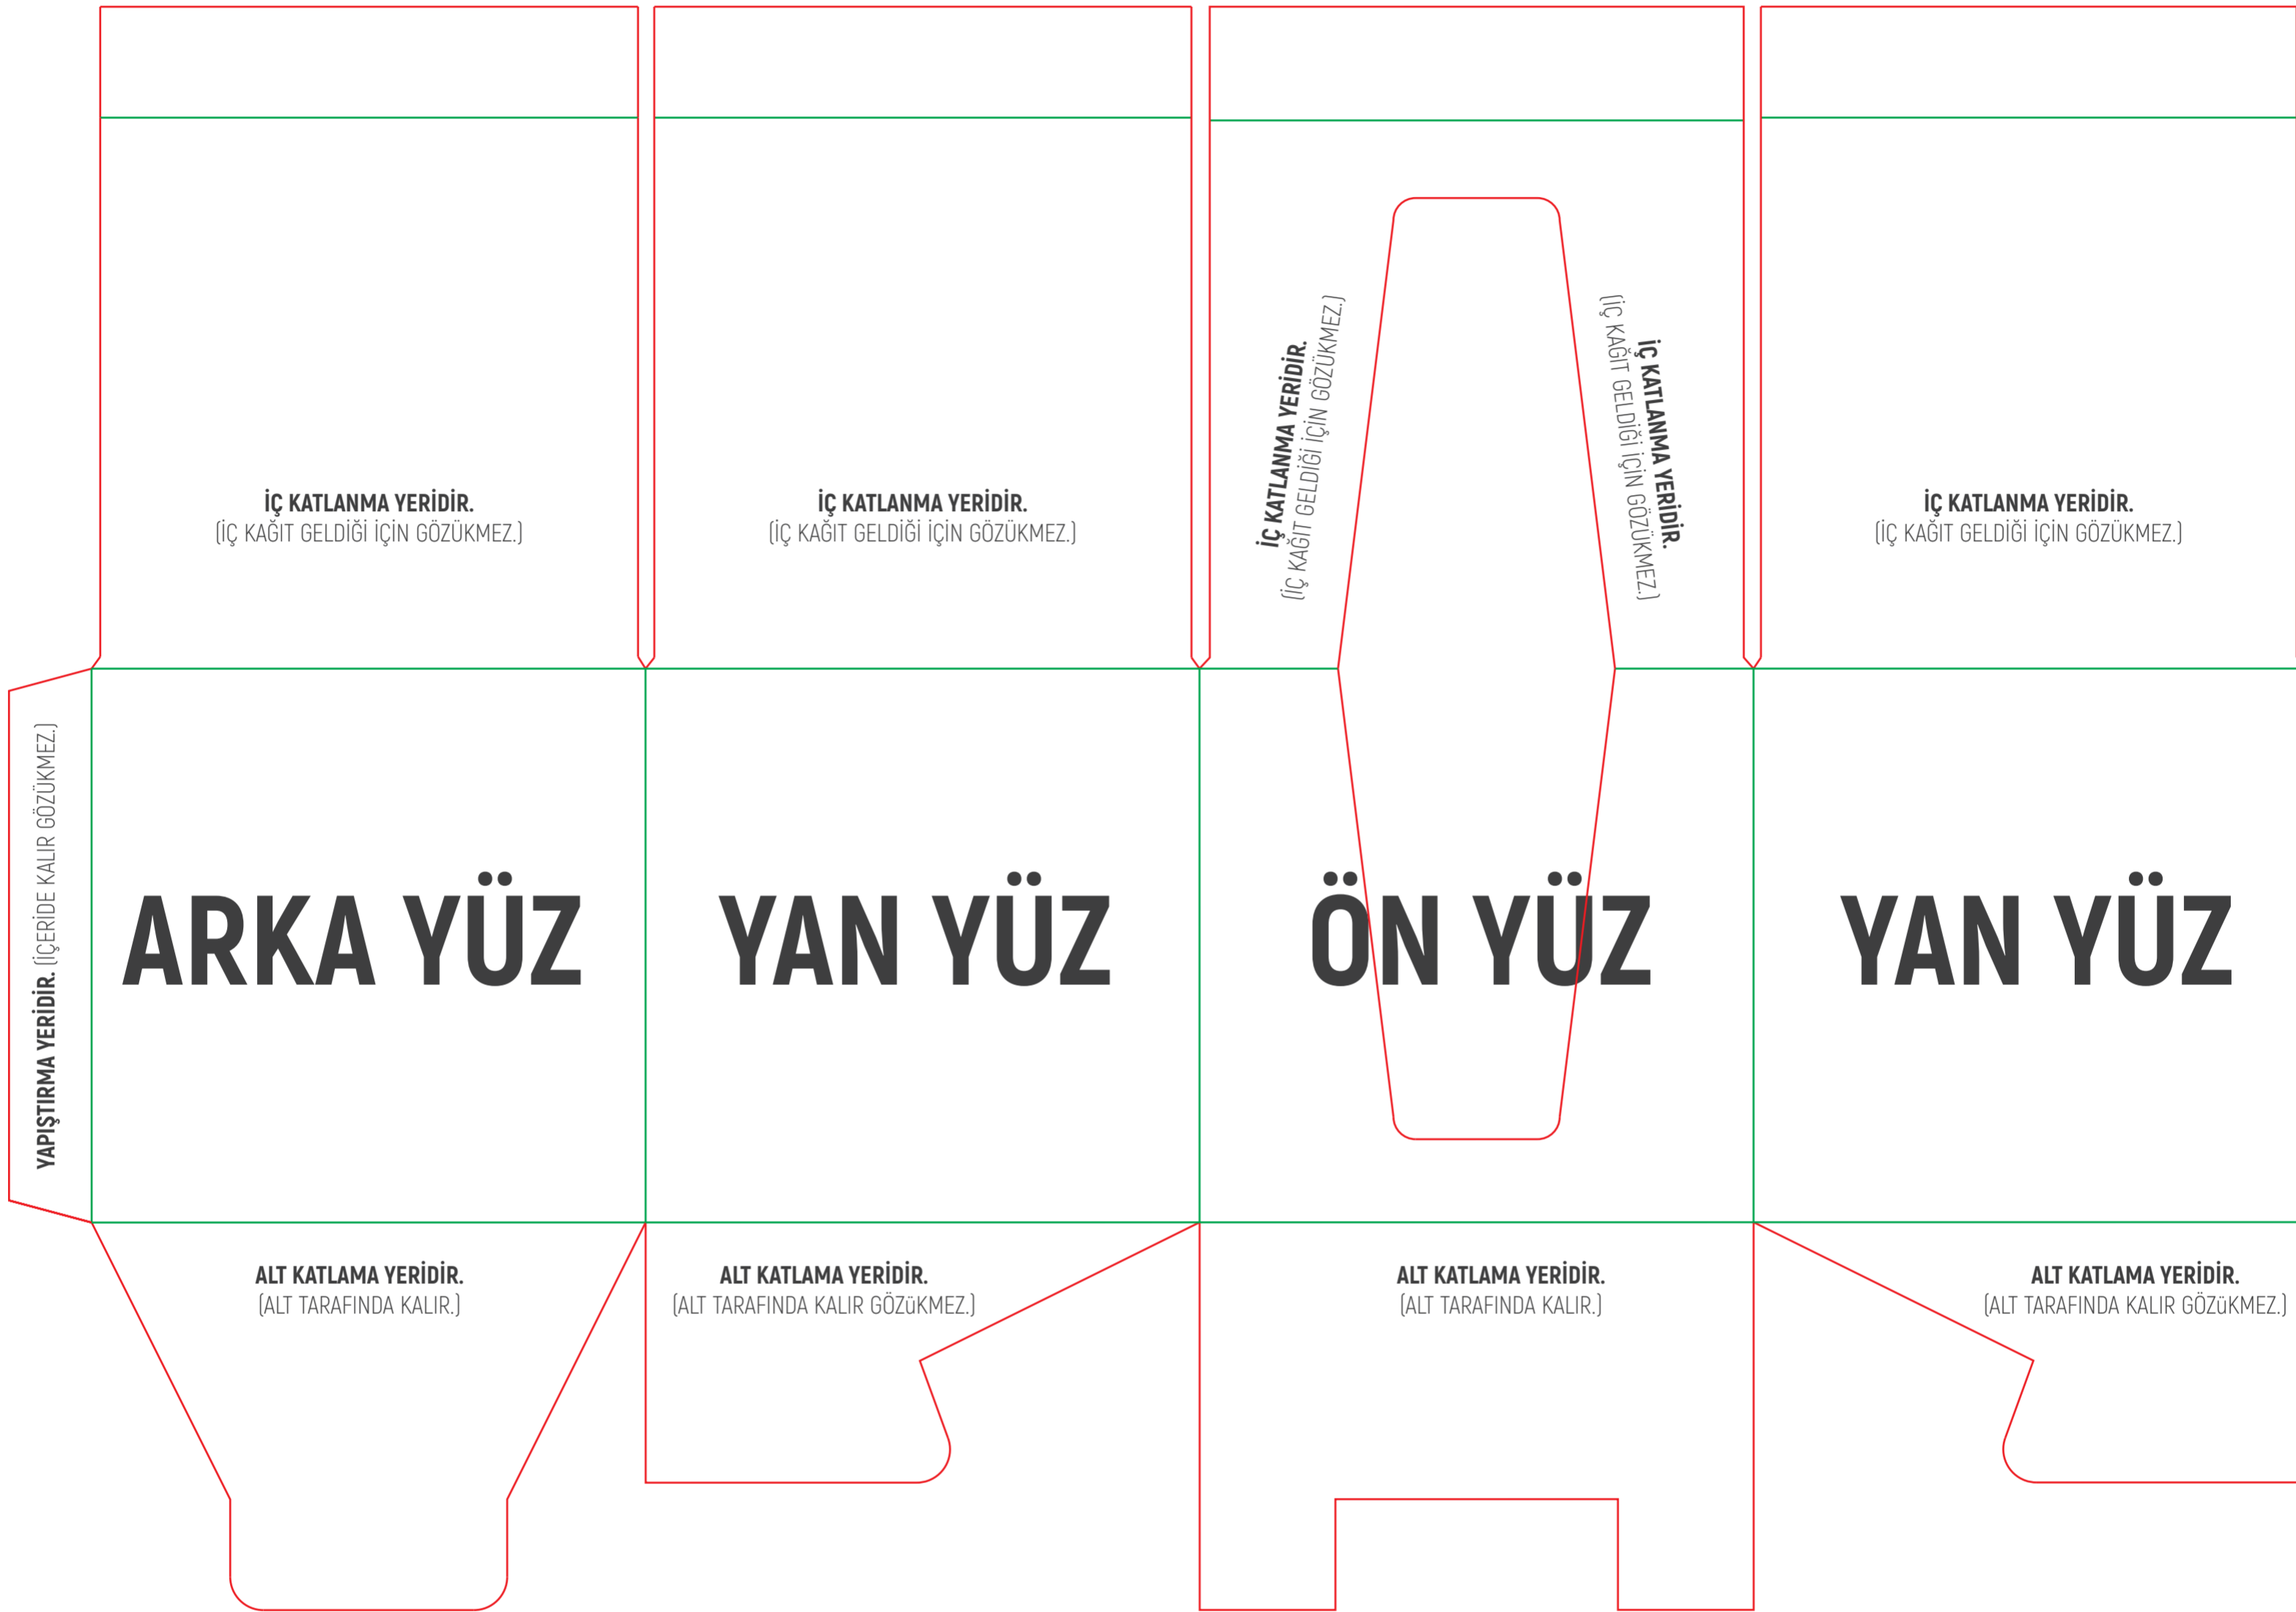 İÇ KATLANMA YERİDİR.
(İÇ KAĞIT GELDİĞİ İÇİN GÖZÜKMEZ.)
İÇ KATLANMA YERİDİR.
(İÇ KAĞIT GELDİĞİ İÇİN GÖZÜKMEZ.)
İÇ KATLANMA YERİDİR.
(İÇ KAĞIT GELDİĞİ İÇİN GÖZÜKMEZ.)
İÇ KATLANMA YERİDİR.
(İÇ KAĞIT GELDİĞİ İÇİN GÖZÜKMEZ.)
İÇ KATLANMA YERİDİR.
(İÇ KAĞIT GELDİĞİ İÇİN GÖZÜKMEZ.)
YAPIŞTIRMA YERİDİR. (İÇERİDE KALIR GÖZÜKMEZ.)
ARKA YÜZ
YAN YÜZ
ÖN YÜZ
YAN YÜZ
ALT KATLAMA YERİDİR.
(ALT TARAFINDA KALIR.)
ALT KATLAMA YERİDİR.
(ALT TARAFINDA KALIR GÖZüKMEZ.)
ALT KATLAMA YERİDİR.
(ALT TARAFINDA KALIR.)
ALT KATLAMA YERİDİR.
(ALT TARAFINDA KALIR GÖZüKMEZ.)